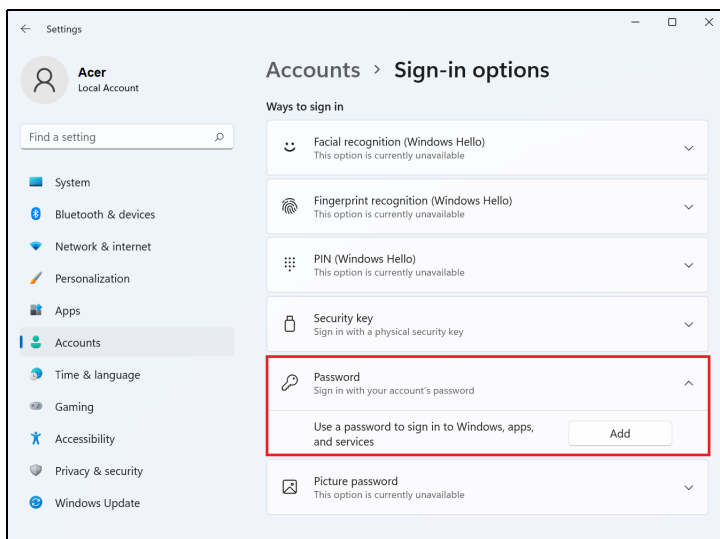 Settings
Acer
Local Account
Find a setting
System
Bluetooth & devices
Network & internet
Personalization
Apps
Accounts
Time & language
Gaming
Accessibility
Privacy & security
Windows Update
Accounts > Sign-in options
Ways to sign in
Facial recognition (Windows Hello)
This option is currently unavailable
Fingerprint recognition (Windows Hello)
This option is currently unavailable
PIN (Windows Hello)
This option is currently unavailable
Security key
Sign in with a physical security key
Password
Sign in with your account's password
Use a password to sign in to Windows, apps,
and services
Add
Picture password
This option is currently unavailable